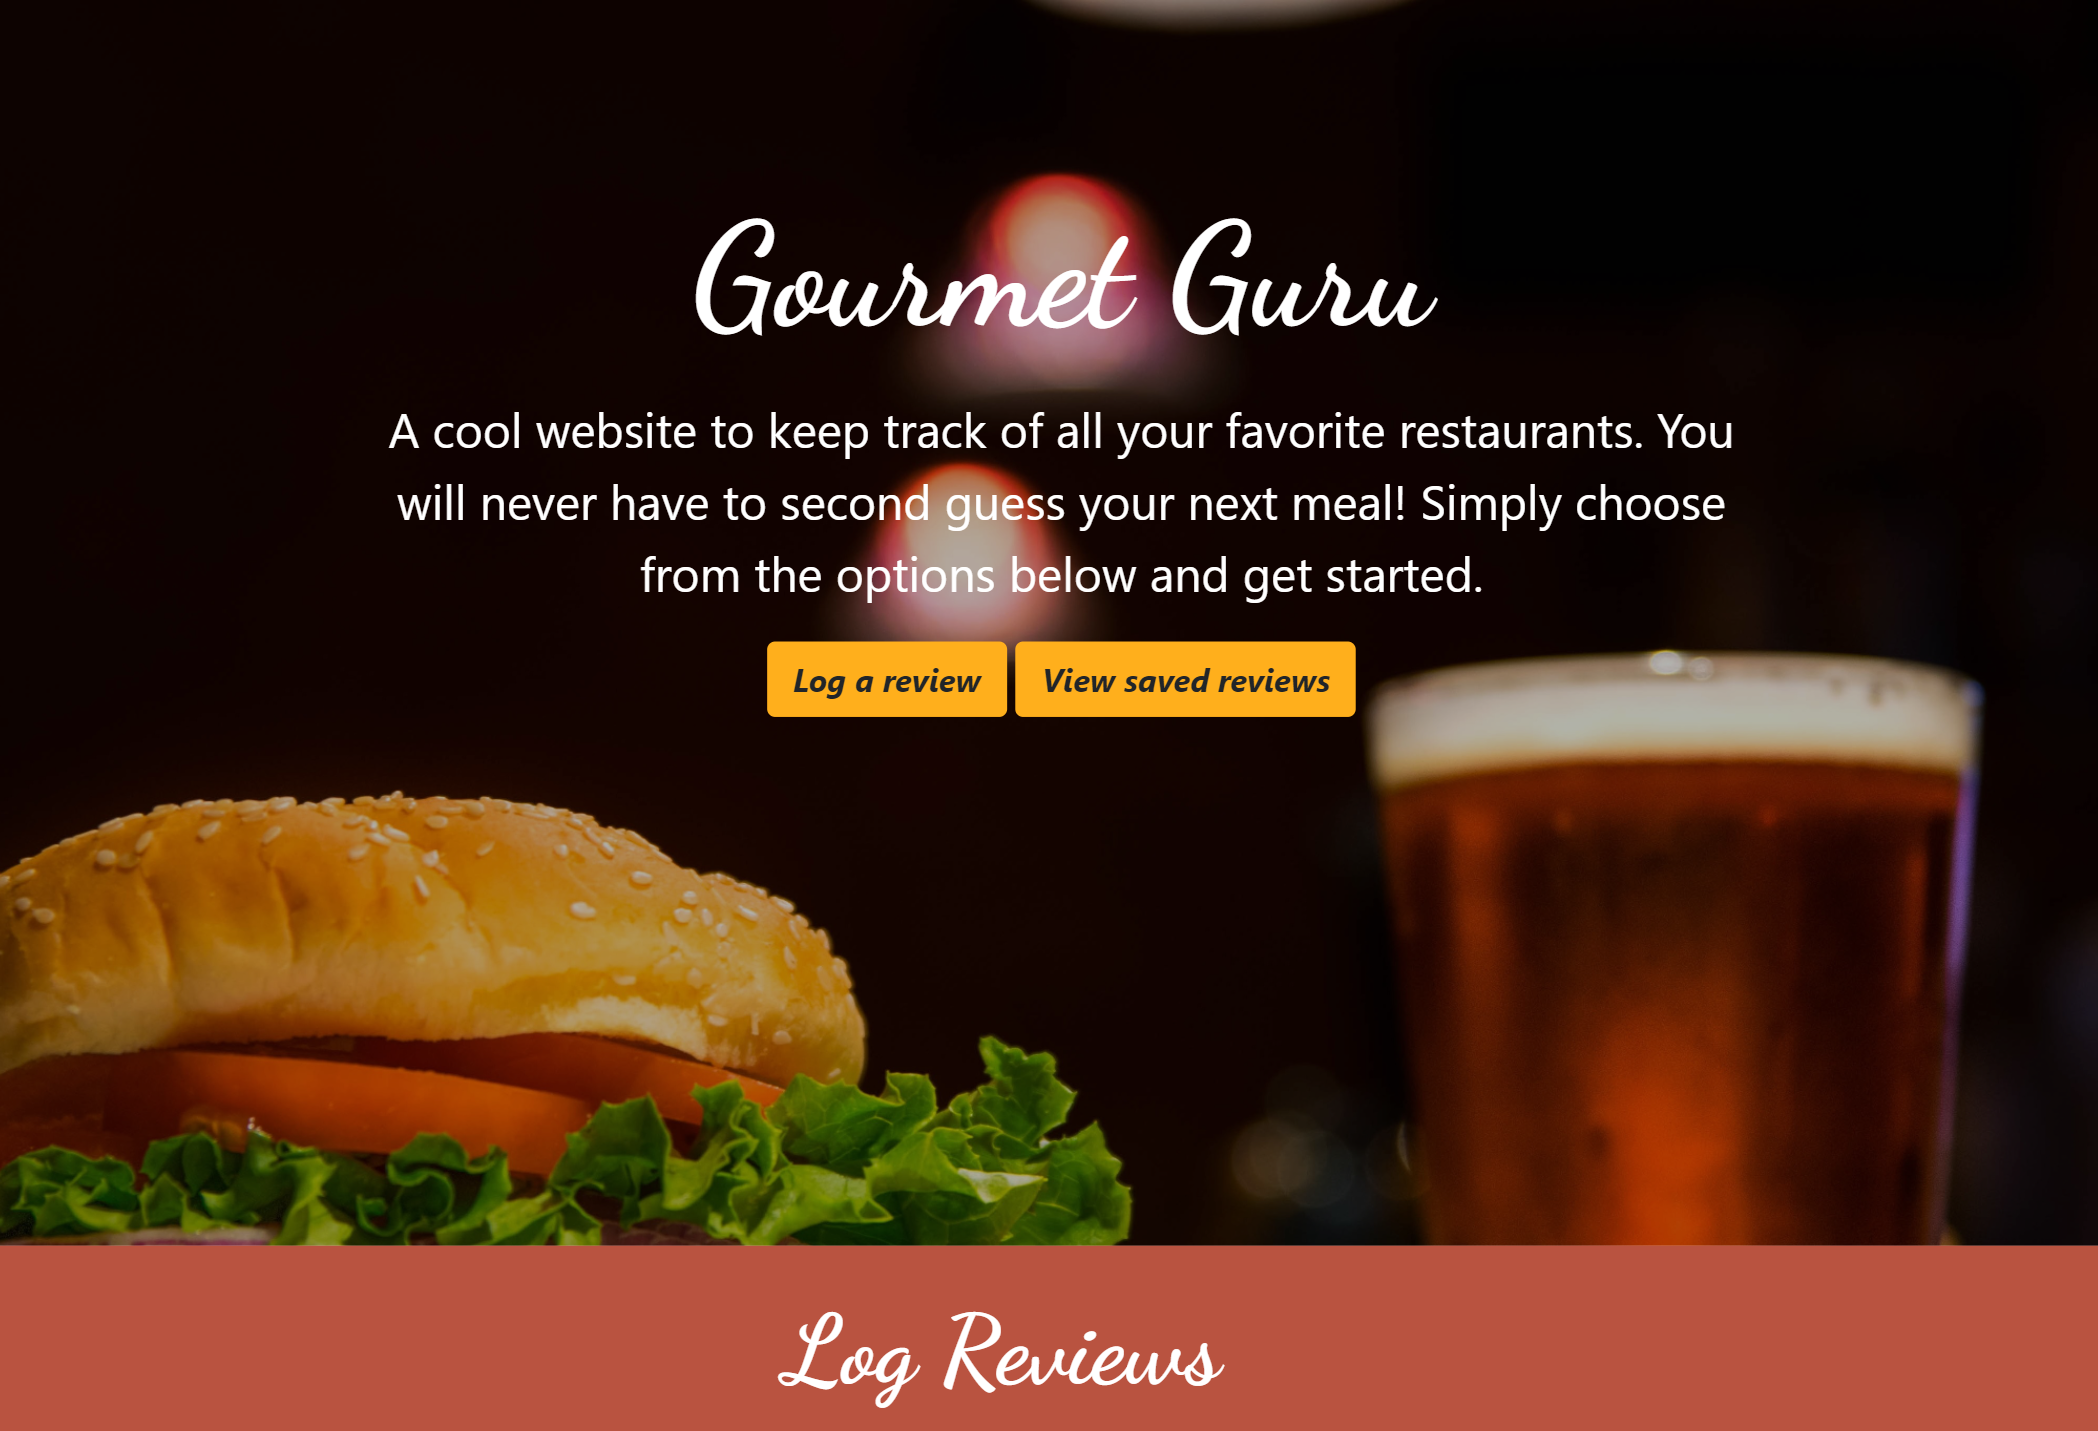 Gourmet Guru
A cool website to keep track of all your favorite restaurants. You
will never have to second guess your next meal! Simply choose
from the options below and get started.
Log a review
View saved reviews
Log Reviews